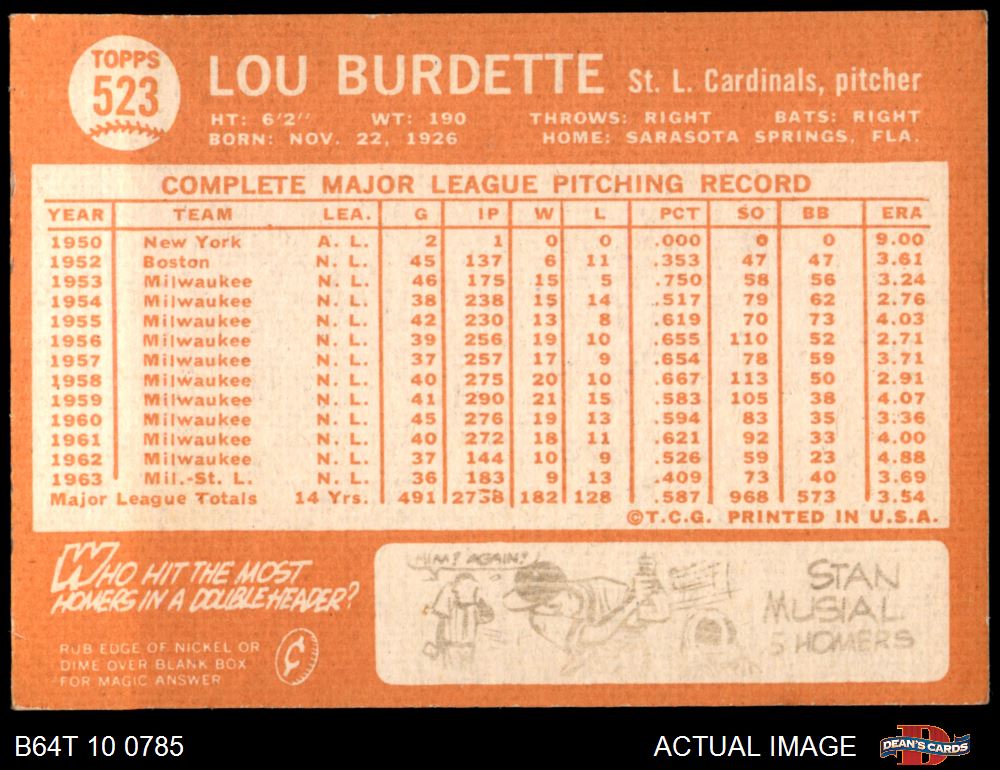 TOPPS
523
LOU BURDETTE St. L. Cardinals, pitcher
HT: 6'2" WT: 190 THROWS: RIGHT BATS: RIGHT
BORN: NOV. 22, 1926 HOME: SARASOTA SPRINGS, FLA.
COMPLETE MAJOR LEAGUE PITCHING RECORD
YEAR TEAM LEA. G IP W L PCT SO BB ERA
1950 New York A. L. 2 1 0 0 .000 0 0 9.00
1952 Boston N. L. 45 137 6 11 .353 47 47 3.61
1953 Milwaukee N. L. 46 175 15 5 .750 58 56 3.24
1954 Milwaukee N. L. 38 238 15 14 .517 79 62 2.76
1955 Milwaukee N. L. 42 230 13 8 .619 70 73 4.03
1956 Milwaukee N. L. 39 256 19 10 .655 110 52 2.71
1957 Milwaukee N. L. 37 257 17 9 .654 78 59 3.71
1958 Milwaukee N. L. 40 275 20 10 .667 113 50 2.91
1959 Milwaukee N. L. 41 290 21 15 .583 105 38 4.07
1960 Milwaukee N. L. 45 276 19 13 .594 83 35 3.36
1961 Milwaukee N. L. 40 272 18 11 .621 92 33 4.00
1962 Milwaukee N. L. 37 144 10 9 .526 59 23 4.88
1963 Mil.-St. L. N. L. 36 183 9 13 .409 73 40 3.69
Major League Totals 14 Yrs. 491 2738 182 128 .587 968 573 3.54
©T.C.G. PRINTED IN U.S.A.
WHO HIT THE MOST
HOMERS IN A DOUBLEHEADER?
RUB EDGE OF NICKEL OR
DIME OVER BLANK BOX
FOR MAGIC ANSWER
HIM? AGAIN?
STAN
MUSIAL
5 HOMERS
B64T 10 0785 ACTUAL IMAGE DEAN'S CARDS